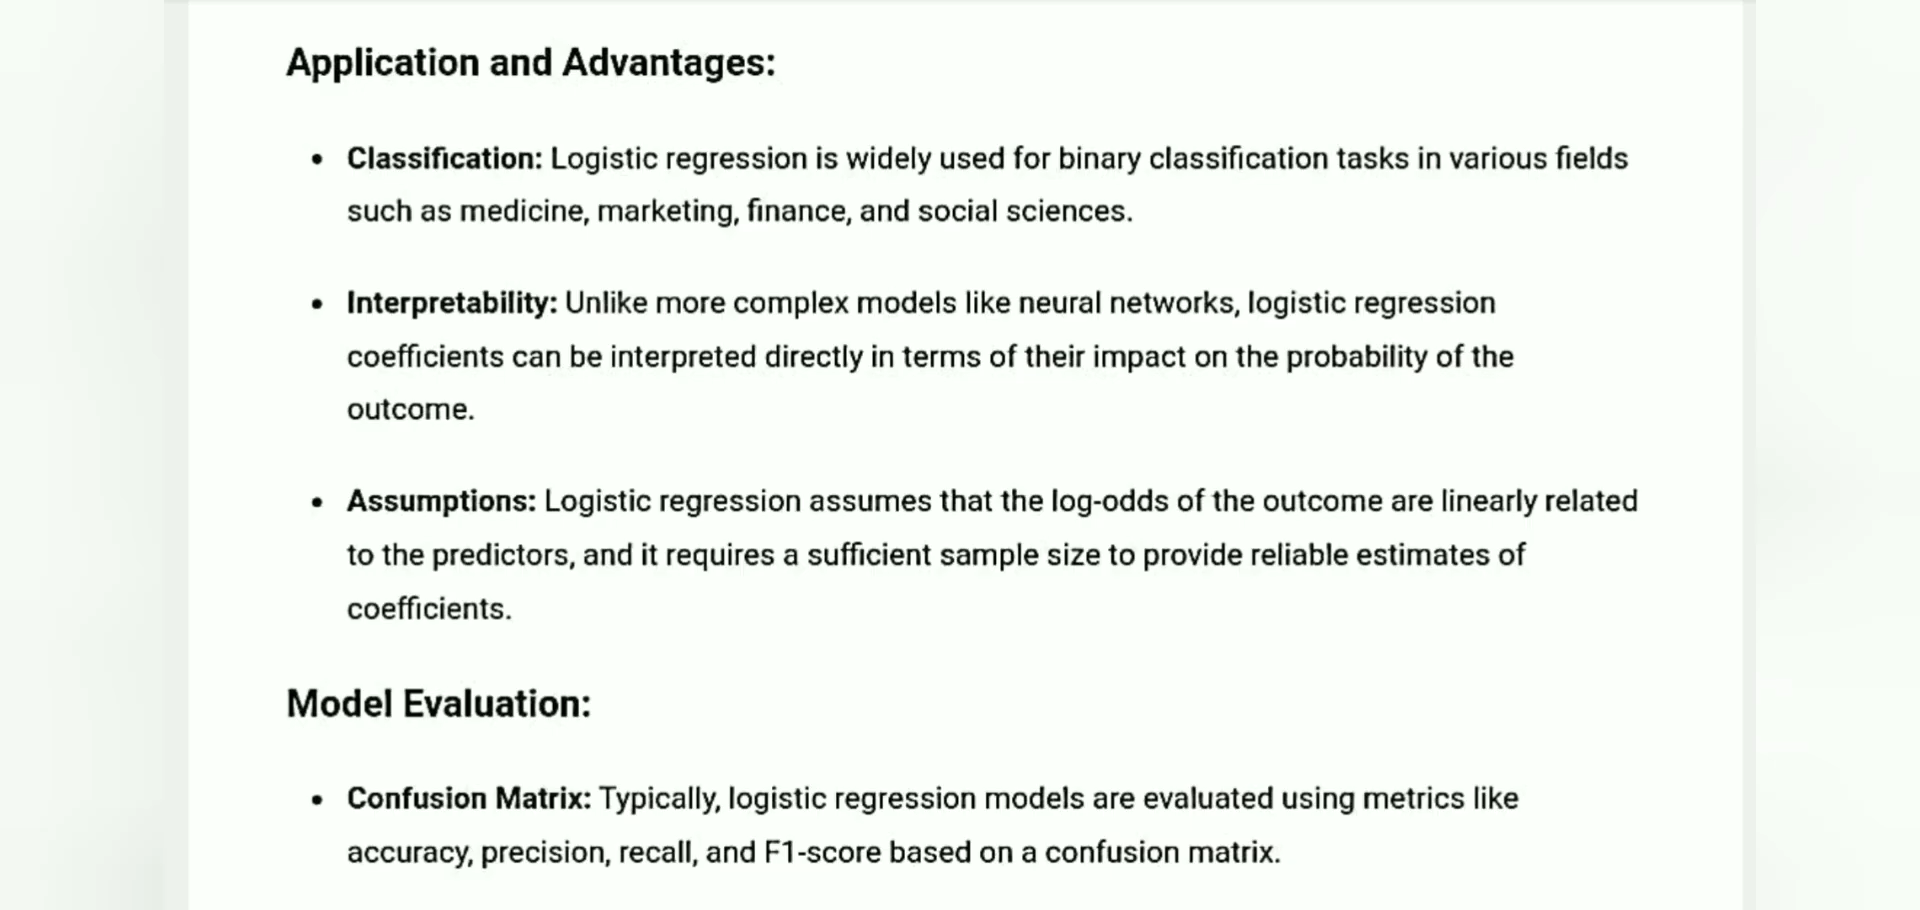 Application and Advantages:
• Classification: Logistic regression is widely used for binary classification tasks in various fields
such as medicine, marketing, finance, and social sciences.
• Interpretability: Unlike more complex models like neural networks, logistic regression
coefficients can be interpreted directly in terms of their impact on the probability of the
outcome.
• Assumptions: Logistic regression assumes that the log-odds of the outcome are linearly related
to the predictors, and it requires a sufficient sample size to provide reliable estimates of
coefficients.
Model Evaluation:
• Confusion Matrix: Typically, logistic regression models are evaluated using metrics like
accuracy, precision, recall, and F1-score based on a confusion matrix.